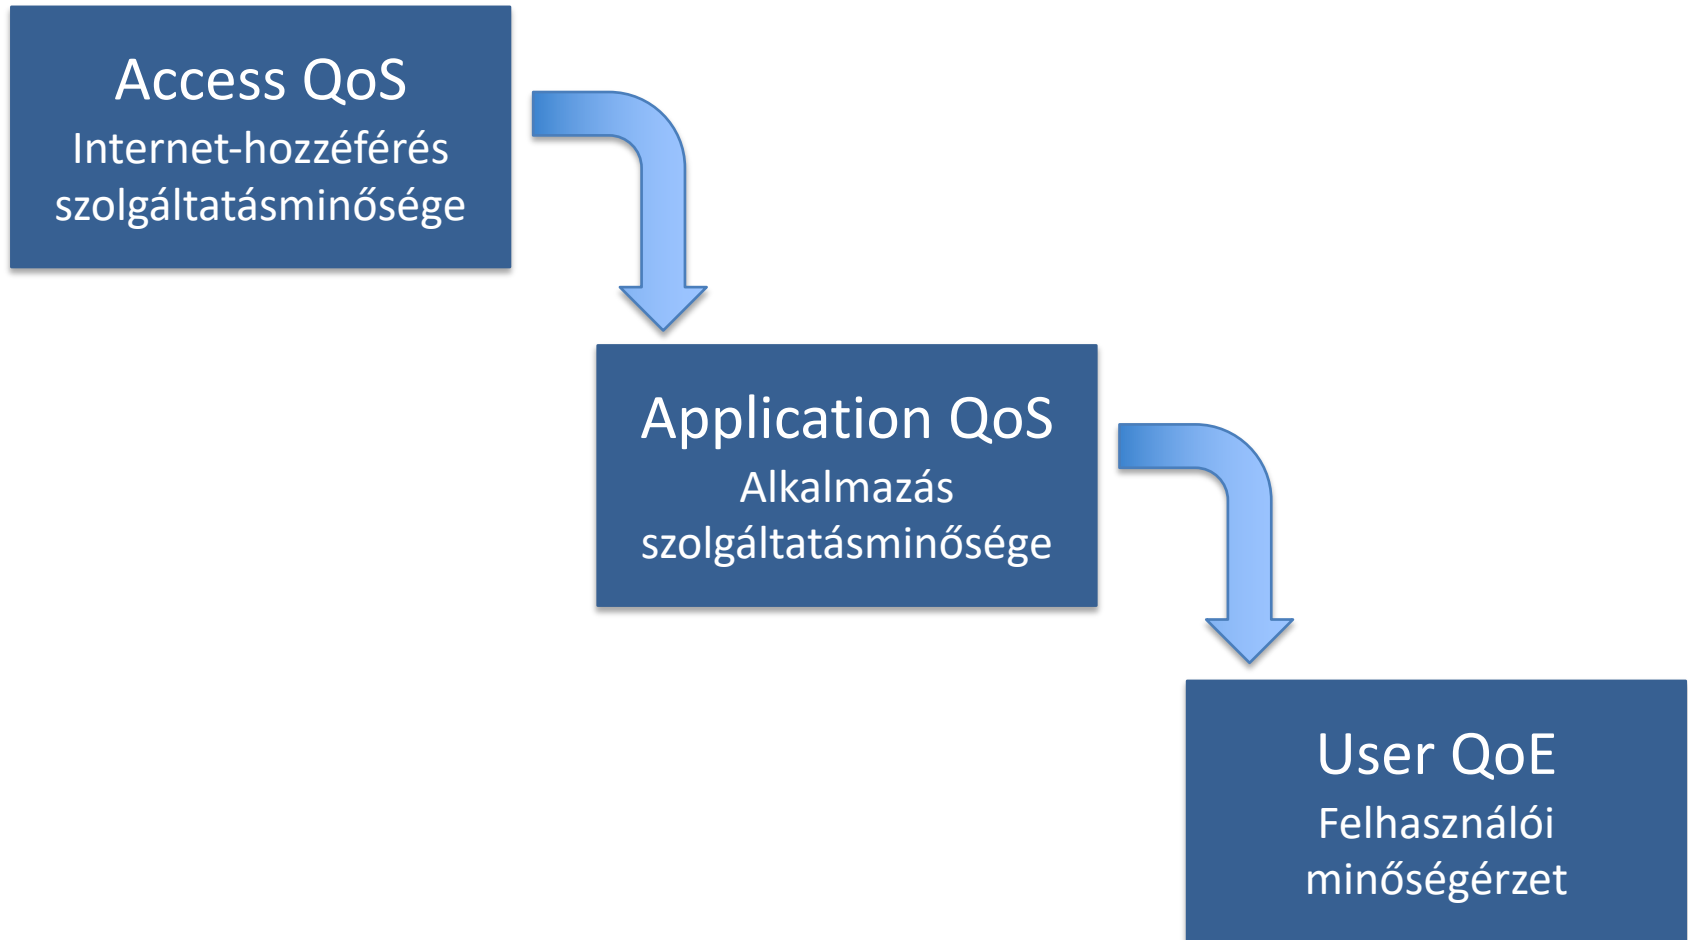 Access QoS
Internet-hozzéférés
szolgáltatásminősége
Application QoS
Alkalmazás
szolgáltatásminősége
User QoE
Felhasználói
minőségérzet